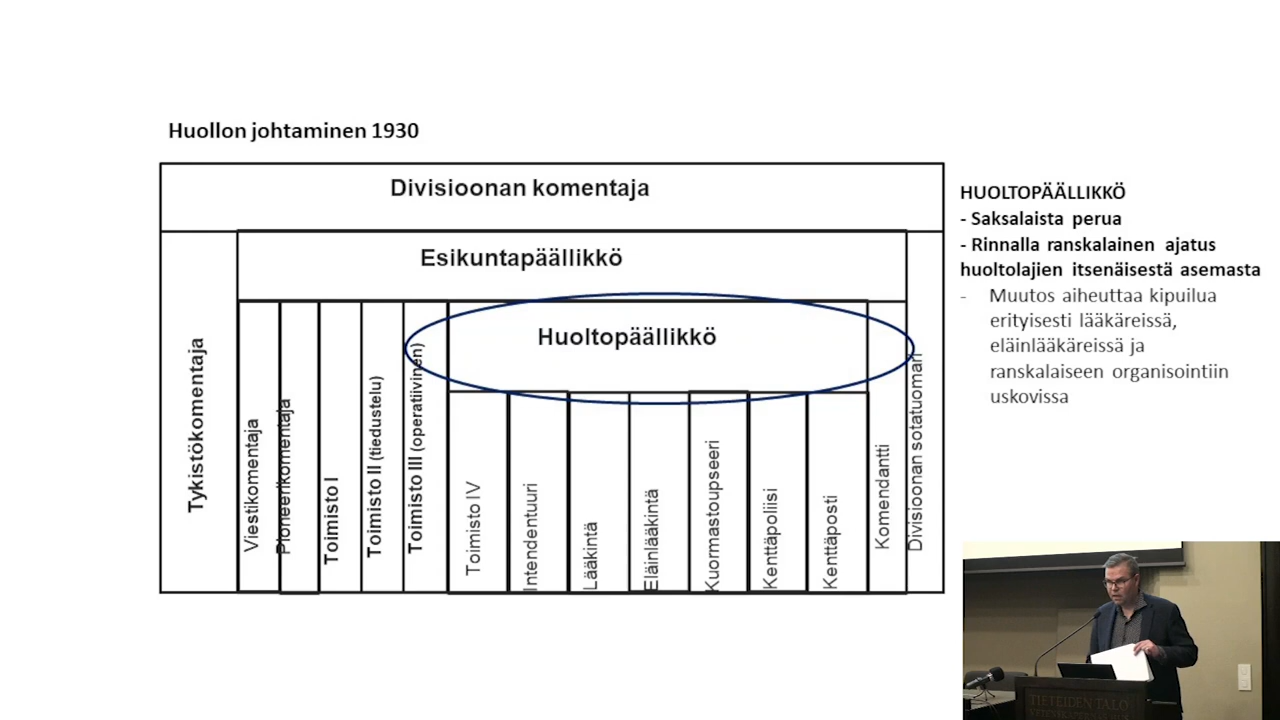 Huollon johtaminen 1930
Divisioonan komentaja
Esikuntapäällikkö
Huoltopäällikkö
Tykistökomentaja
Viestikomentaja
Pioneerikomentaja
Toimisto I
Toimisto II (tiedustelu)
Toimisto III (operatiivinen)
Toimisto IV
Intendentuuri
Lääkintä
Eläinlääkintä
Kuormastoupseeri
Kenttäpoliisi
Kenttäposti
Komendantti
Divisioonan sotatuomari
HUOLTOPÄÄLLIKKÖ
- Saksalaista perua
- Rinnalla ranskalainen ajatus
huoltolajien itsenäisestä asemasta
- Muutos aiheuttaa kipuilua
erityisesti lääkäreissä,
eläinlääkäreissä ja
ranskalaiseen organisointiin
uskovissa
TIETEIDEN TALO